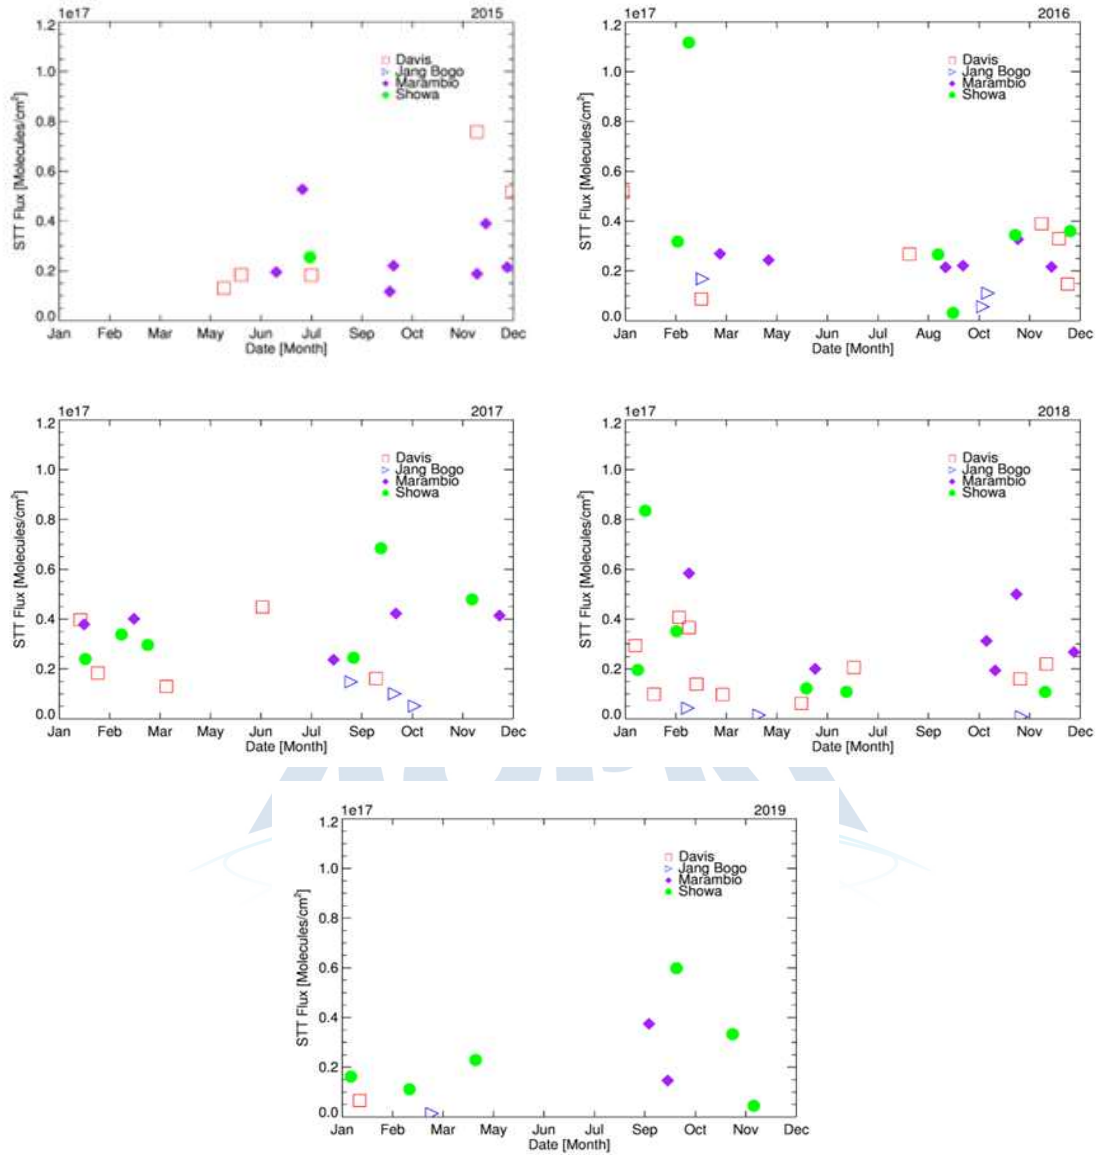 1e17
2015
1.2
1.0
0.8
0.6
0.4
0.2
0.0
STT Flux [Molecules/cm²]
Davis
Jang Bogo
Marambio
Showa
Jan Feb Mar May Jun Jul Sep Oct Nov Dec
Date [Month]
1e17
2016
1.2
1.0
0.8
0.6
0.4
0.2
0.0
STT Flux [Molecules/cm²]
Davis
Jang Bogo
Marambio
Showa
Jan Feb Mar May Jun Jul Aug Oct Nov Dec
Date [Month]
1e17
2017
1.2
1.0
0.8
0.6
0.4
0.2
0.0
STT Flux [Molecules/cm²]
Davis
Jang Bogo
Marambio
Showa
Jan Feb Mar May Jun Jul Sep Oct Nov Dec
Date [Month]
1e17
2018
1.2
1.0
0.8
0.6
0.4
0.2
0.0
STT Flux [Molecules/cm²]
Davis
Jang Bogo
Marambio
Showa
Jan Feb Mar May Jun Jul Sep Oct Nov Dec
Date [Month]
1e17
2019
1.2
1.0
0.8
0.6
0.4
0.2
0.0
STT Flux [Molecules/cm²]
Davis
Jang Bogo
Marambio
Showa
Jan Feb Mar May Jun Jul Sep Oct Nov Dec
Date [Month]